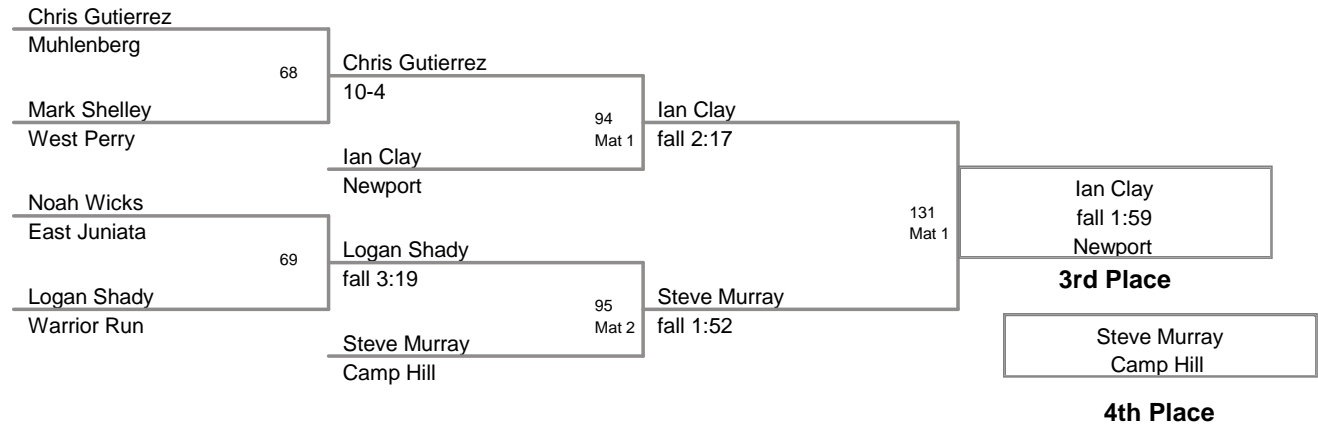 Chris Gutierrez
Muhlenberg
68
Mark Shelley
West Perry
Noah Wicks
East Juniata
69
Logan Shady
Warrior Run
Chris Gutierrez
10-4
94
Mat 1
Ian Clay
Newport
Logan Shady
fall 3:19
95
Mat 2
Steve Murray
Camp Hill
Ian Clay
fall 2:17
131
Mat 1
Steve Murray
fall 1:52
Ian Clay
fall 1:59
Newport
3rd Place
Steve Murray
Camp Hill
4th Place